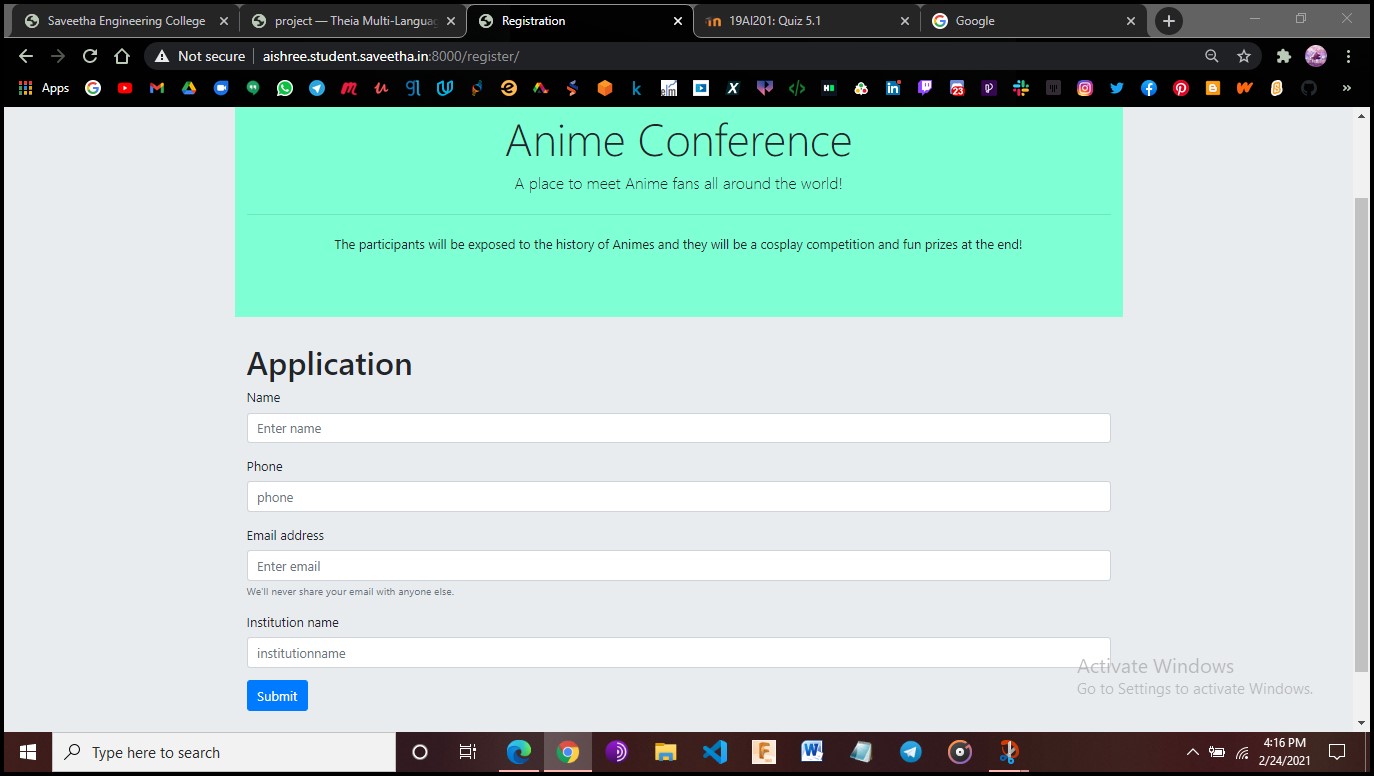 Saveetha Engineering College
project — Theia Multi-Languag
Registration
19AI201: Quiz 5.1
Google
Not secure
aishree.student.saveetha.in:8000/register/
Apps
Anime Conference
A place to meet Anime fans all around the world!
The participants will be exposed to the history of Animes and they will be a cosplay competition and fun prizes at the end!
Application
Name
Enter name
Phone
phone
Email address
Enter email
We'll never share your email with anyone else.
Institution name
institutionname
Submit
Activate Windows
Go to Settings to activate Windows.
Type here to search
4:16 PM
2/24/2021